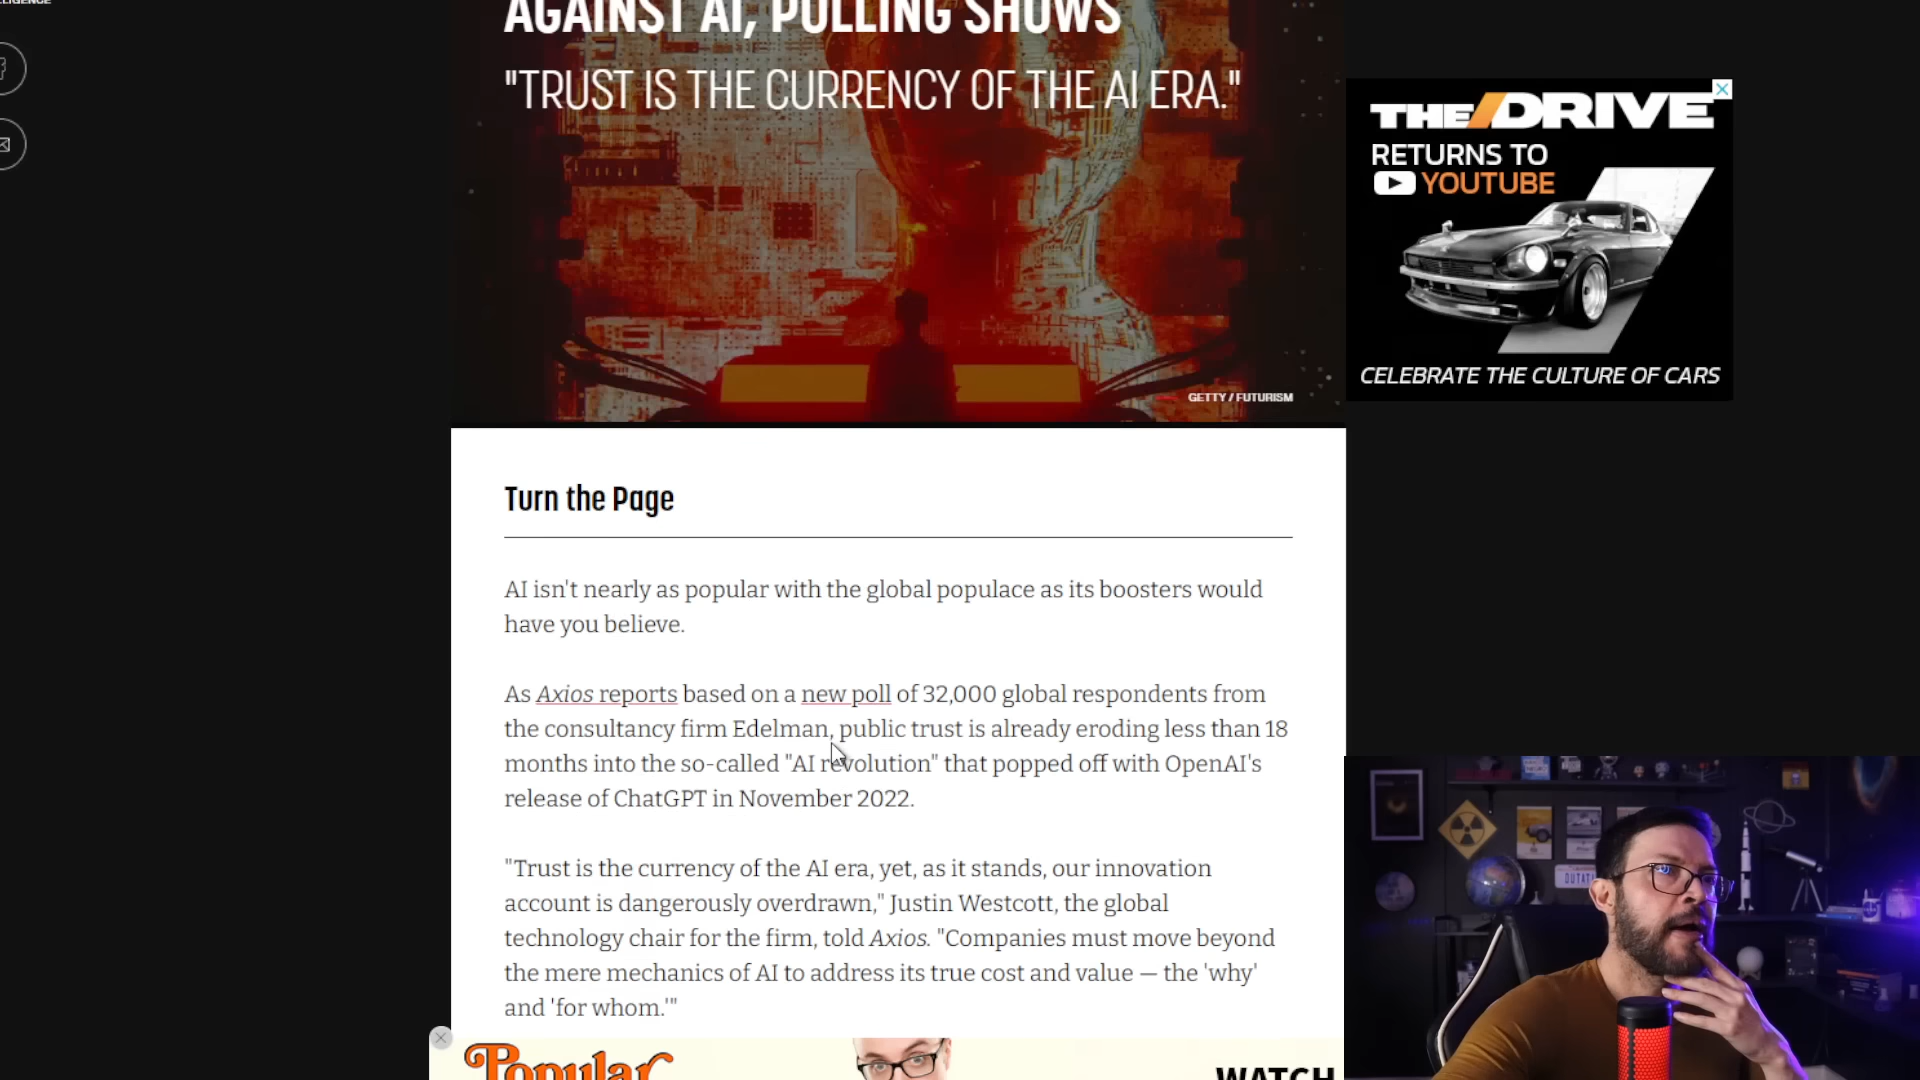 AGAINST AI, POLLING SHOWS
"TRUST IS THE CURRENCY OF THE AI ERA."
THE/DRIVE
RETURNS TO
YOUTUBE
CELEBRATE THE CULTURE OF CARS
GETTY / FUTURISM
Turn the Page
AI isn't nearly as popular with the global populace as its boosters would
have you believe.
As Axios reports based on a new poll of 32,000 global respondents from
the consultancy firm Edelman, public trust is already eroding less than 18
months into the so-called "AI revolution" that popped off with OpenAI's
release of ChatGPT in November 2022.
"Trust is the currency of the AI era, yet, as it stands, our innovation
account is dangerously overdrawn," Justin Westcott, the global
technology chair for the firm, told Axios. "Companies must move beyond
the mere mechanics of AI to address its true cost and value — the 'why'
and 'for whom.'"
Popular
WATCH